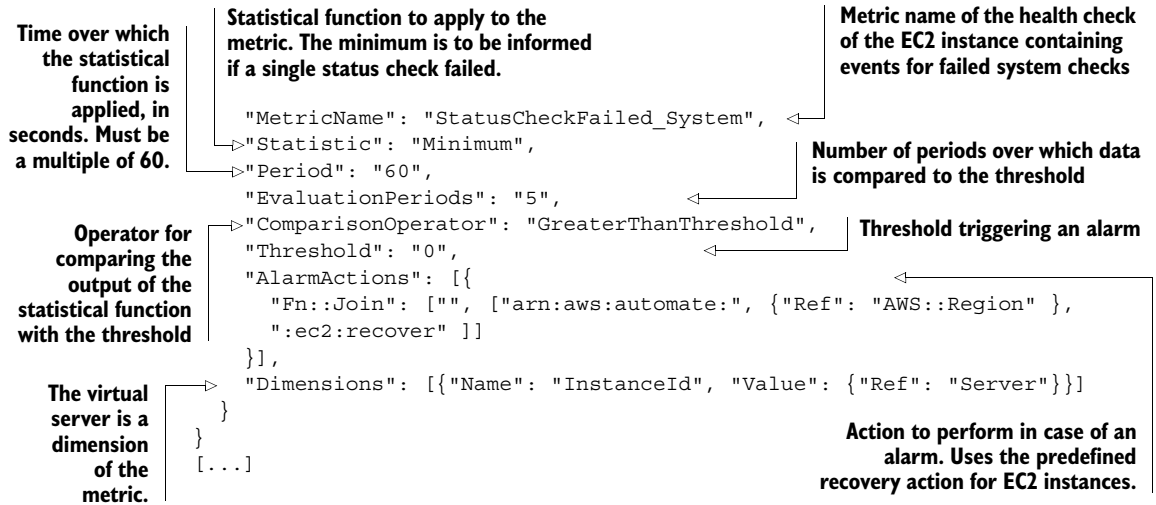 Time over which
the statistical
function is
applied, in
seconds. Must be
a multiple of 60.
Statistical function to apply to the
metric. The minimum is to be informed
if a single status check failed.
Metric name of the health check
of the EC2 instance containing
events for failed system checks
"MetricName": "StatusCheckFailed_System",
"Statistic": "Minimum",
"Period": "60",
"EvaluationPeriods": "5",
"ComparisonOperator": "GreaterThanThreshold",
"Threshold": "0",
"AlarmActions": [{
"Fn::Join": ["", ["arn:aws:automate:", {"Ref": "AWS::Region" },
":ec2:recover" ]]
}],
"Dimensions": [{"Name": "InstanceId", "Value": {"Ref": "Server"}}]
}
}
[...]
Number of periods over which data
is compared to the threshold
Threshold triggering an alarm
Operator for
comparing the
output of the
statistical function
with the threshold
The virtual
server is a
dimension
of the
metric.
Action to perform in case of an
alarm. Uses the predefined
recovery action for EC2 instances.